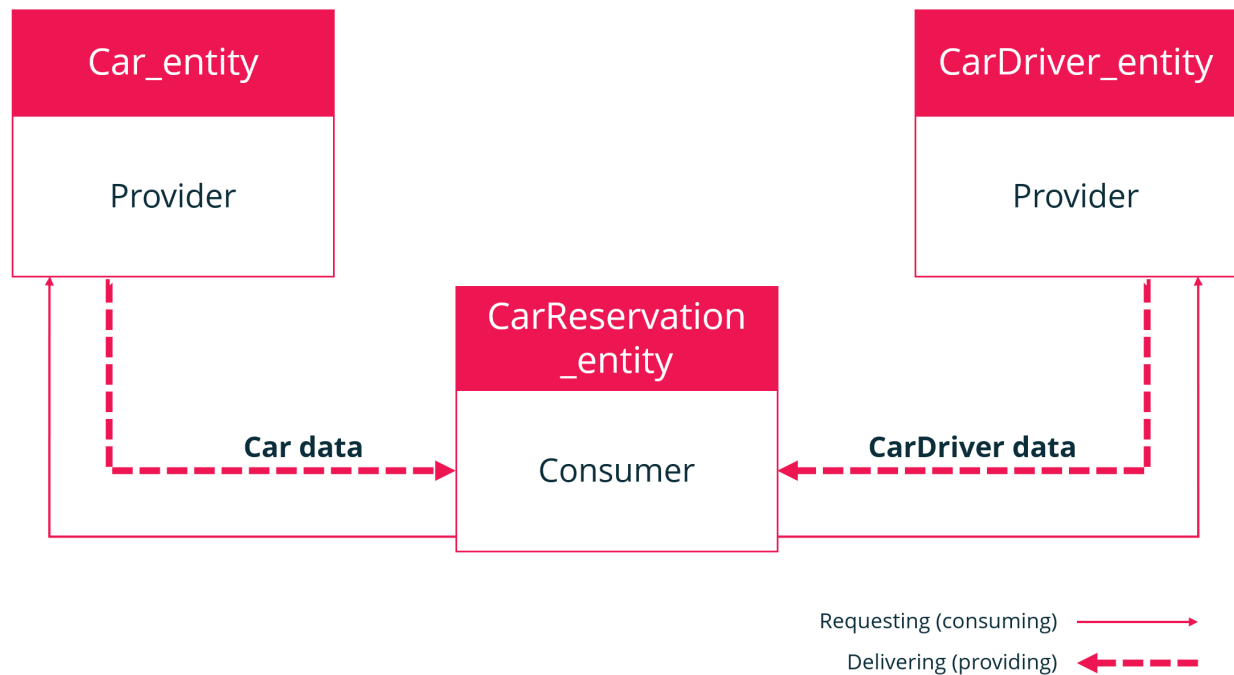 Car_entity
CarDriver_entity
Provider
Provider
CarReservation
_entity
Car data
CarDriver data
Consumer
Requesting (consuming)
Delivering (providing)